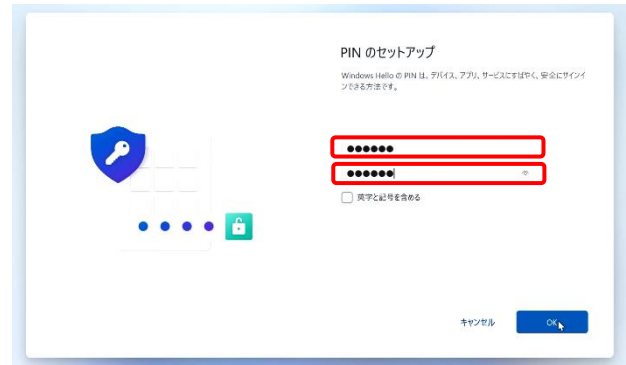 PIN のセットアップ
Windows Hello の PIN は、デバイス、アプリ、サービスにすばやく、安全にサインイ
ンできる方法です。
●●●●●●
●●●●●●
英字と記号を含める
キャンセル
OK